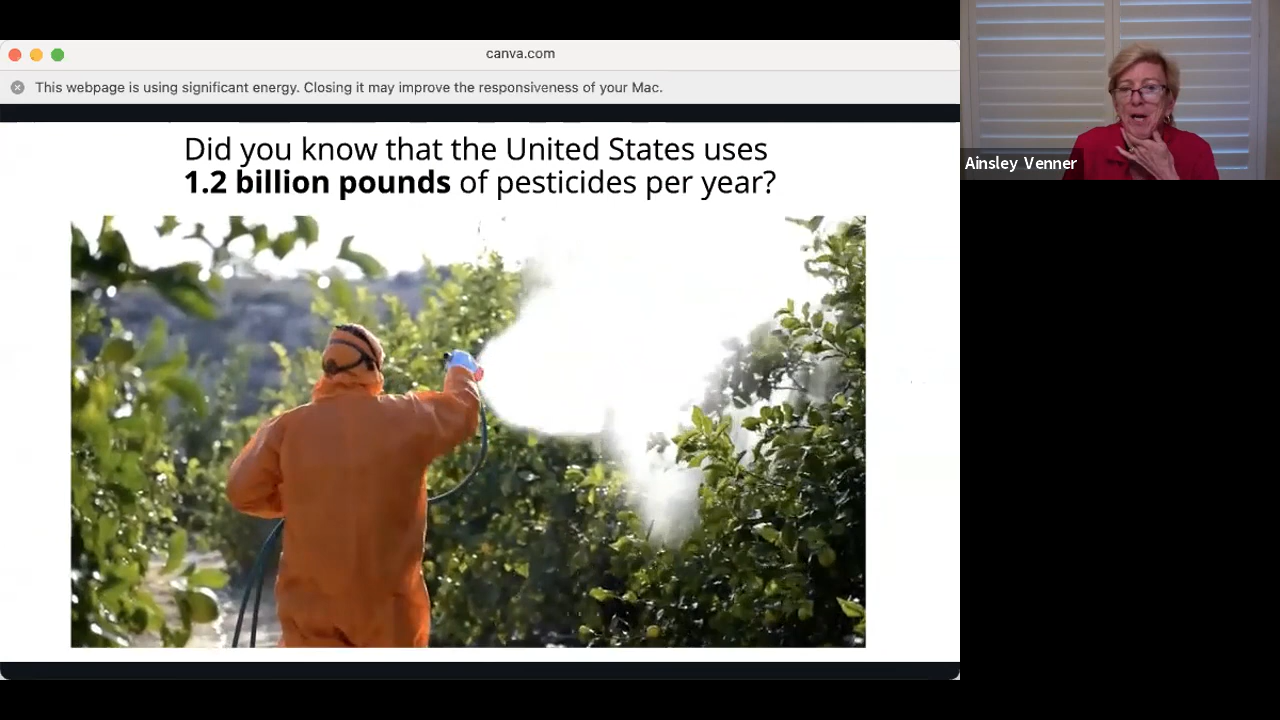 canva.com
This webpage is using significant energy. Closing it may improve the responsiveness of your Mac.
Did you know that the United States uses
1.2 billion pounds of pesticides per year?
Ainsley Venner